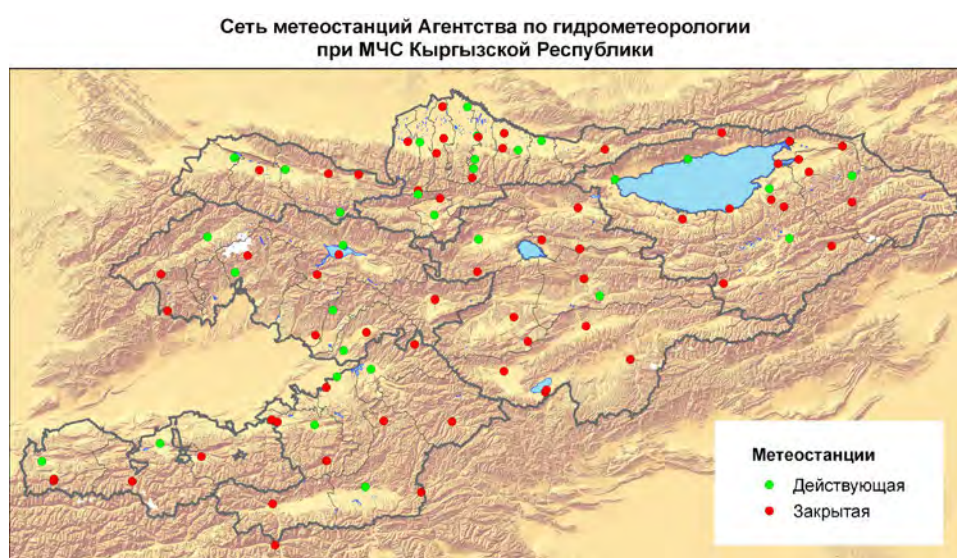 Сеть метеостанций Агентства по гидрометеорологии
при МЧС Кыргызской Республики
Метеостанции
Действующая
Закрытая